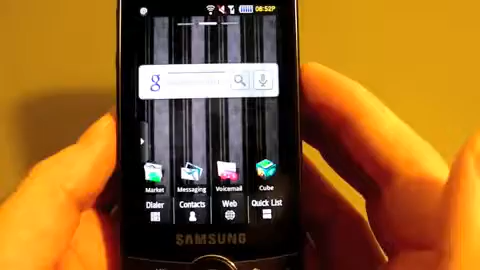 06:52P
g
Market Messaging Voicemail Cube
Dialer Contacts Web Quick List
SAMSUNG